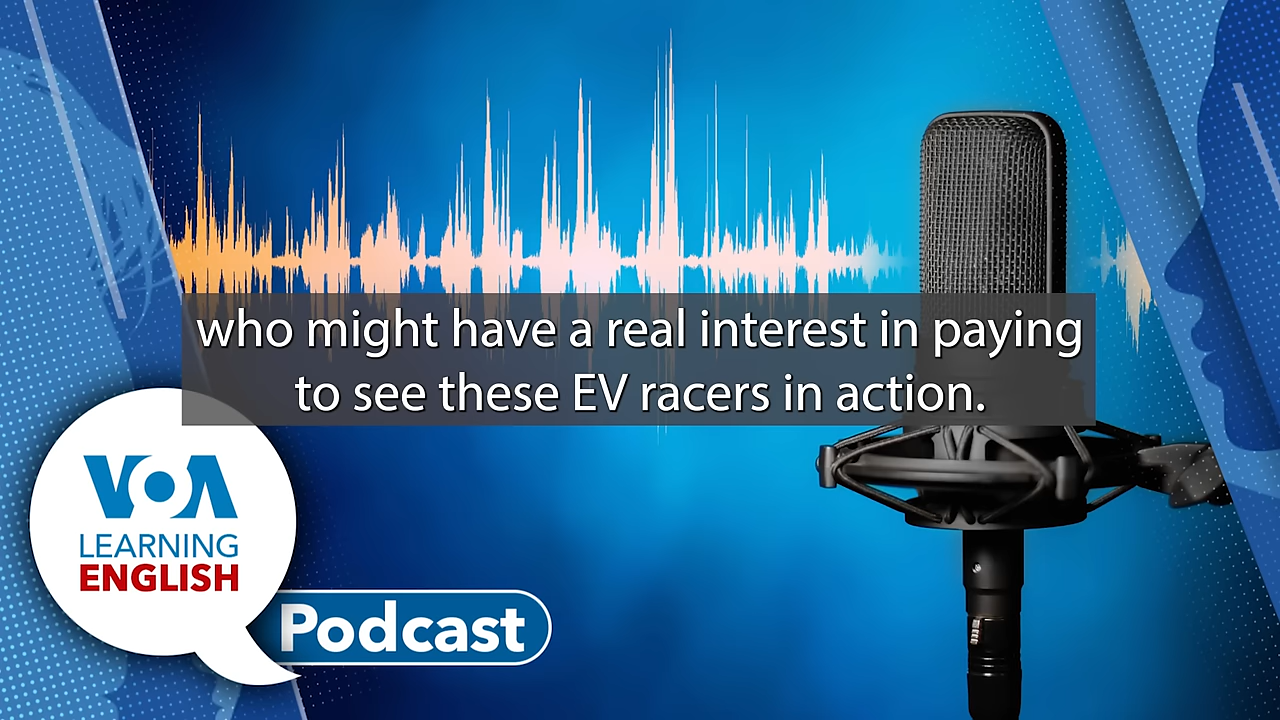 who might have a real interest in paying
to see these EV racers in action.
VOA
LEARNING
ENGLISH
Podcast